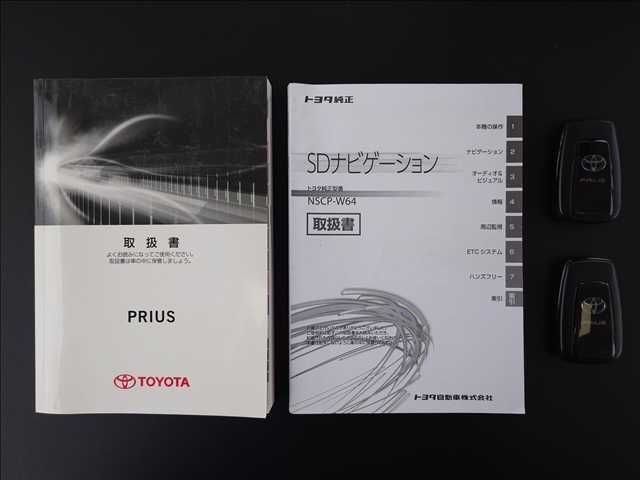 取扱書
よくお読みになってご使用ください。
取扱書は車の中に保管しましょう。
PRIUS
TOYOTA
トヨタ純正
SDナビゲーション
トヨタ純正型番
NSCP-W64
取扱書
本機の操作 1
ナビゲーション 2
オーディオ&
ビジュアル 3
情報 4
周辺監視 5
ETCシステム 6
ハンズフリー 7
索引 索引
トヨタ自動車株式会社
PRIUS
PRIUS